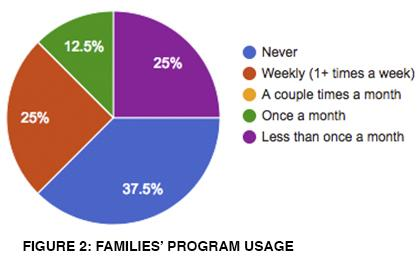 12.5%
25%
25%
37.5%
Never
Weekly (1+ times a week)
A couple times a month
Once a month
Less than once a month
FIGURE 2: FAMILIES' PROGRAM USAGE